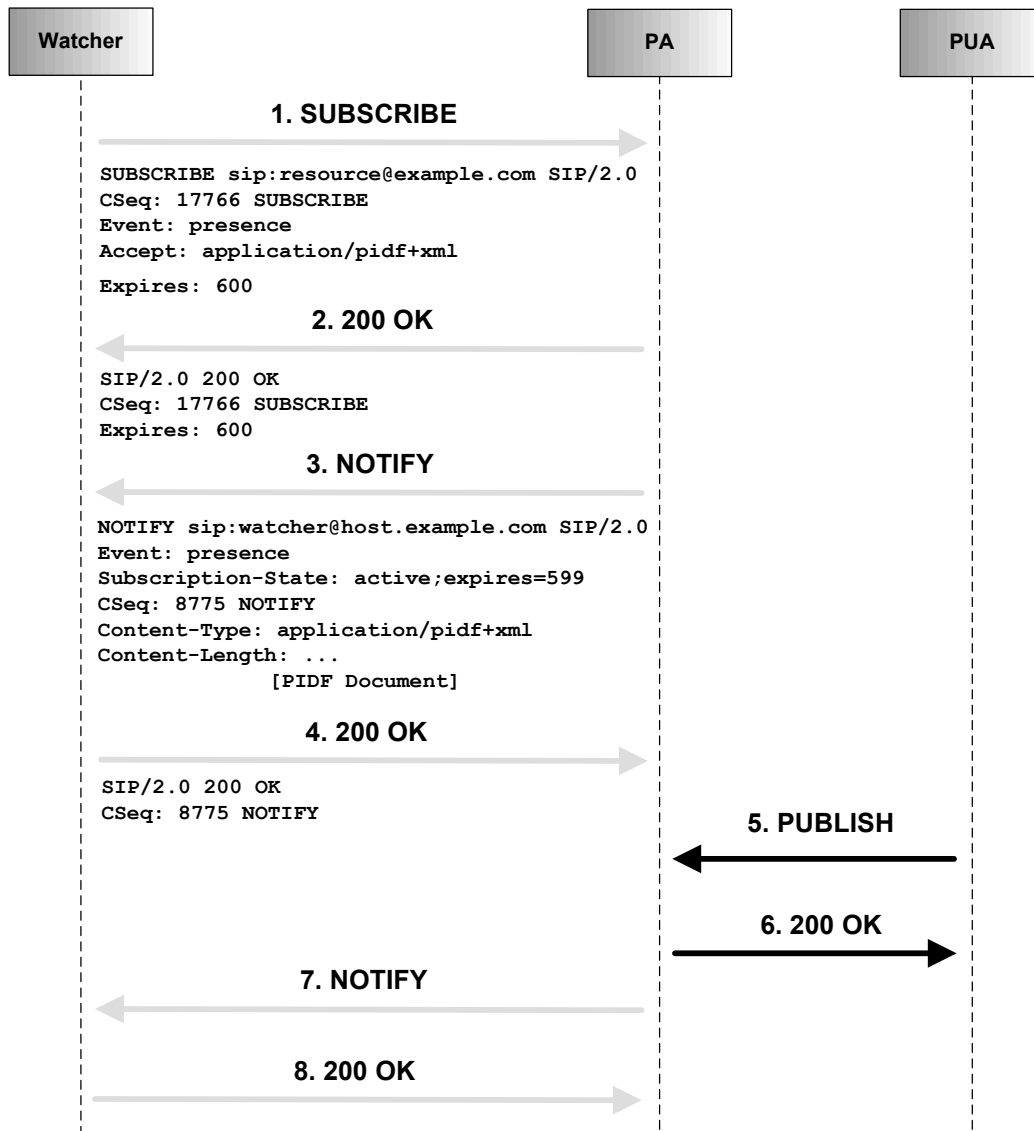 Watcher
PA
PUA
1. SUBSCRIBE
SUBSCRIBE sip:resource@example.com SIP/2.0
CSeq: 17766 SUBSCRIBE
Event: presence
Accept: application/pidf+xml
Expires: 600
2. 200 OK
SIP/2.0 200 OK
CSeq: 17766 SUBSCRIBE
Expires: 600
3. NOTIFY
NOTIFY sip:watcher@host.example.com SIP/2.0
Event: presence
Subscription-State: active;expires=599
CSeq: 8775 NOTIFY
Content-Type: application/pidf+xml
Content-Length: ...
[PIDF Document]
4. 200 OK
SIP/2.0 200 OK
CSeq: 8775 NOTIFY
5. PUBLISH
6. 200 OK
7. NOTIFY
8. 200 OK